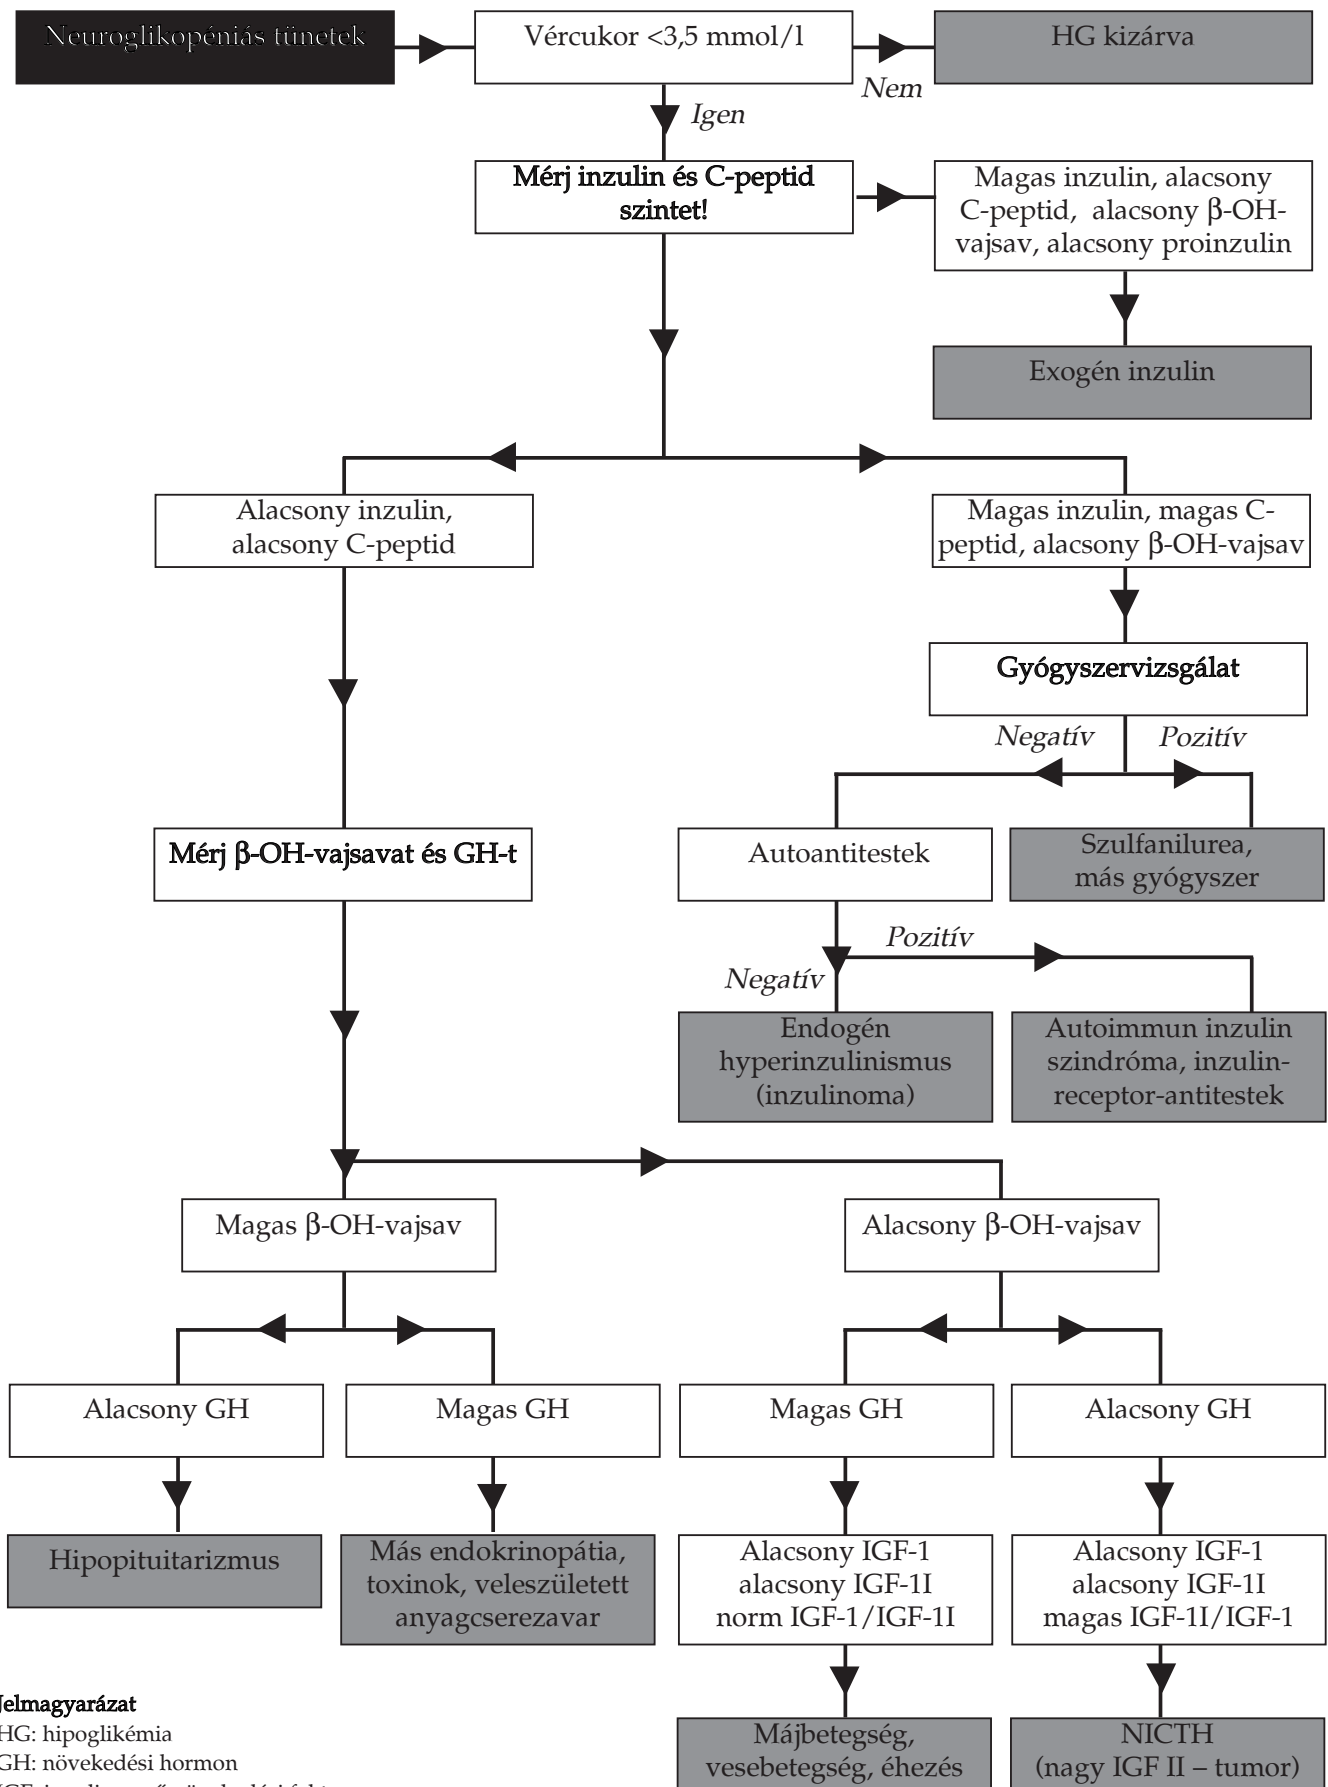 Neuroglikopéniás tünetek
Vércukor <3,5 mmol/l
HG kizárva
Nem
Igen
Mérj inzulin és C-peptid
szintet!
Magas inzulin, alacsony
C-peptid, alacsony β-OH-
vajsav, alacsony proinzulin
Exogén inzulin
Alacsony inzulin,
alacsony C-peptid
Magas inzulin, magas C-
peptid, alacsony β-OH-vajsav
Gyógyszervizsgálat
Negatív
Pozitív
Mérj β-OH-vajsavat és GH-t
Autoantitestek
Szulfanilurea,
más gyógyszer
Pozitív
Negatív
Endogén
hyperinzulinismus
(inzulinoma)
Autoimmun inzulin
szindróma, inzulin-
receptor-antitestek
Magas β-OH-vajsav
Alacsony β-OH-vajsav
Alacsony GH
Magas GH
Magas GH
Alacsony GH
Hipopituitarizmus
Más endokrinopátia,
toxinok, veleszületett
anyagcserezavar
Alacsony IGF-1
alacsony IGF-1I
norm IGF-1/IGF-1I
Alacsony IGF-1
alacsony IGF-1I
magas IGF-1I/IGF-1
Májbetegség,
vesebetegség, éhezés
NICTH
(nagy IGF II – tumor)
Jelmagyarázat
HG: hipoglikémia
GH: növekedési hormon